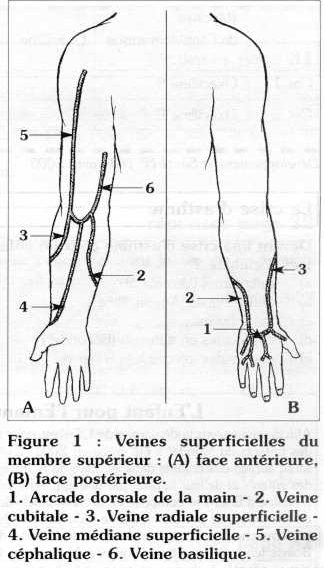 5
6
3
2
4
A
3
2
1
B
Figure 1 : Veines superficielles du
membre supérieur : (A) face antérieure,
(B) face postérieure.
1. Arcade dorsale de la main - 2. Veine
cubitale - 3. Veine radiale superficielle -
4. Veine médiane superficielle - 5. Veine
céphalique - 6. Veine basilique.